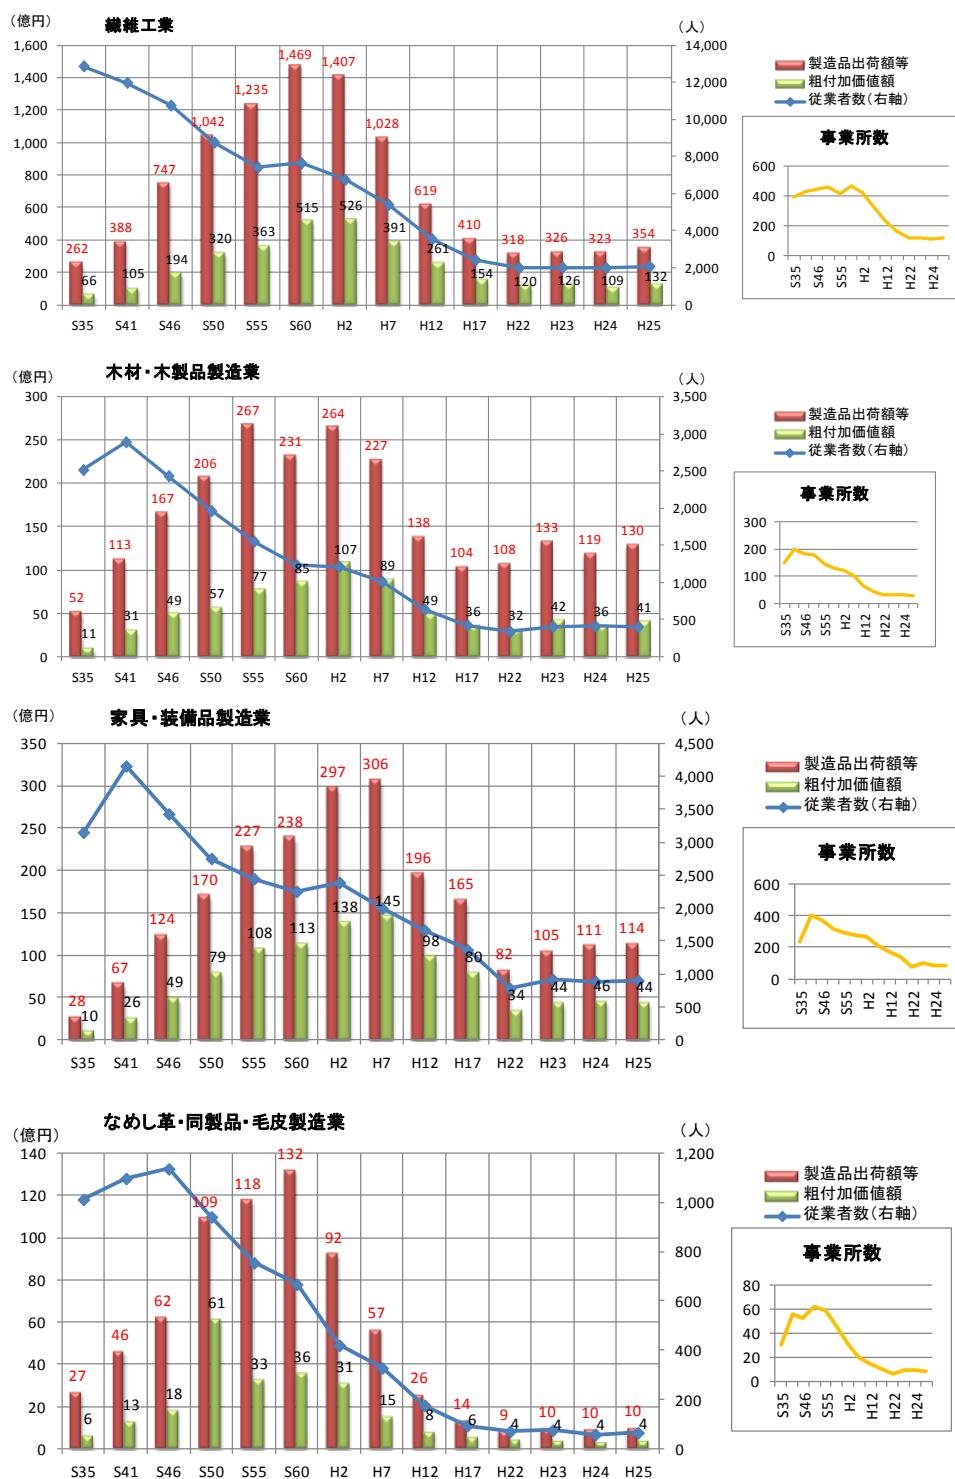 （億円）
繊維工業
（人）
1,600
1,400
1,200
1,000
800
600
400
200
0
14,000
12,000
10,000
8,000
6,000
4,000
2,000
0
262 388 747 1,042 1,235 1,469 1,407 1,028 619 410 318 326 323 354
66 105 194 320 363 515 526 391 261 154 120 126 109 132
S35 S41 S46 S50 S55 S60 H2 H7 H12 H17 H22 H23 H24 H25
製造品出荷額等
粗付加価値額
従業者数（右軸）
事業所数
600
400
200
0
S35 S46 S55 H2 H12 H22 H24
（億円）
木材・木製品製造業
（人）
300
250
200
150
100
50
0
3,500
3,000
2,500
2,000
1,500
1,000
500
0
52 113 167 206 267 231 264 227 138 104 108 133 119 130
11 31 49 57 77 85 107 89 49 36 32 42 36 41
S35 S41 S46 S50 S55 S60 H2 H7 H12 H17 H22 H23 H24 H25
製造品出荷額等
粗付加価値額
従業者数（右軸）
事業所数
300
200
100
0
S35 S46 S55 H2 H12 H22 H24
（億円）
家具・装備品製造業
（人）
350
300
250
200
150
100
50
0
4,500
4,000
3,500
3,000
2,500
2,000
1,500
1,000
500
0
28 67 124 170 227 238 297 306 196 165 82 105 111 114
10 26 49 79 108 113 138 145 98 80 34 44 46 44
S35 S41 S46 S50 S55 S60 H2 H7 H12 H17 H22 H23 H24 H25
製造品出荷額等
粗付加価値額
従業者数（右軸）
事業所数
600
400
200
0
S35 S46 S55 H2 H12 H22 H24
（億円）
なめし革・同製品・毛皮製造業
（人）
140
120
100
80
60
40
20
0
1,200
1,000
800
600
400
200
0
27 46 62 109 118 132 92 57 26 14 9 10 10 10
6 13 18 61 33 36 31 15 8 6 4 4 4 4
S35 S41 S46 S50 S55 S60 H2 H7 H12 H17 H22 H23 H24 H25
製造品出荷額等
粗付加価値額
従業者数（右軸）
事業所数
80
60
40
20
0
S35 S46 S55 H2 H12 H22 H24